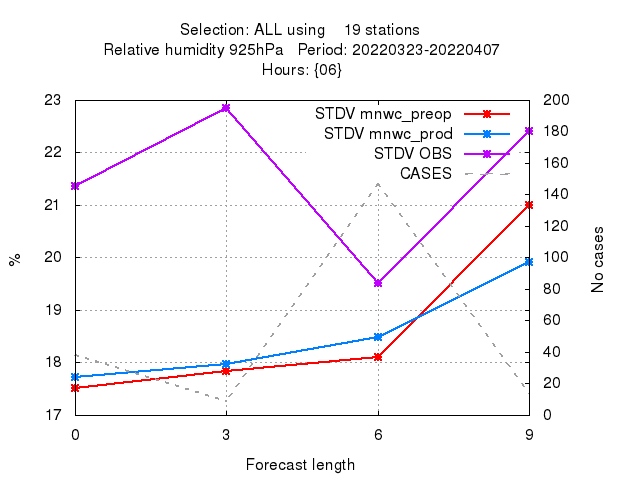 Selection: ALL using    19 stations
Relative humidity 925hPa   Period: 20220323-20220407
Hours: {06}
23 200
STDV mnwc_preop
STDV mnwc_prod 180
22 STDV OBS 160
CASES
140
21
120
% 20 100 No cases
19 80
60
18 40
20
17 0
0 3 6 9
Forecast length